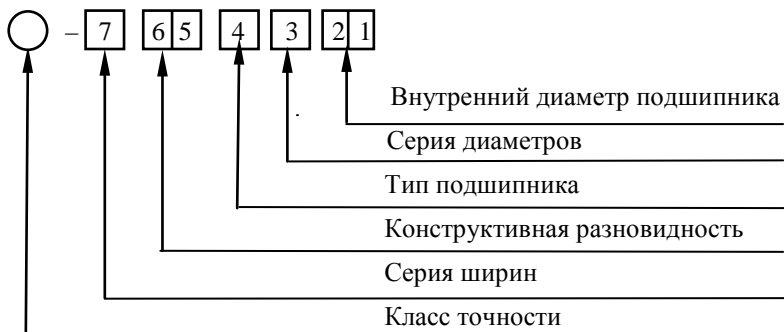 – 7 6 5 4 3 2 1
Внутренний диаметр подшипника
Серия диаметров
Тип подшипника
Конструктивная разновидность
Серия ширин
Класс точности